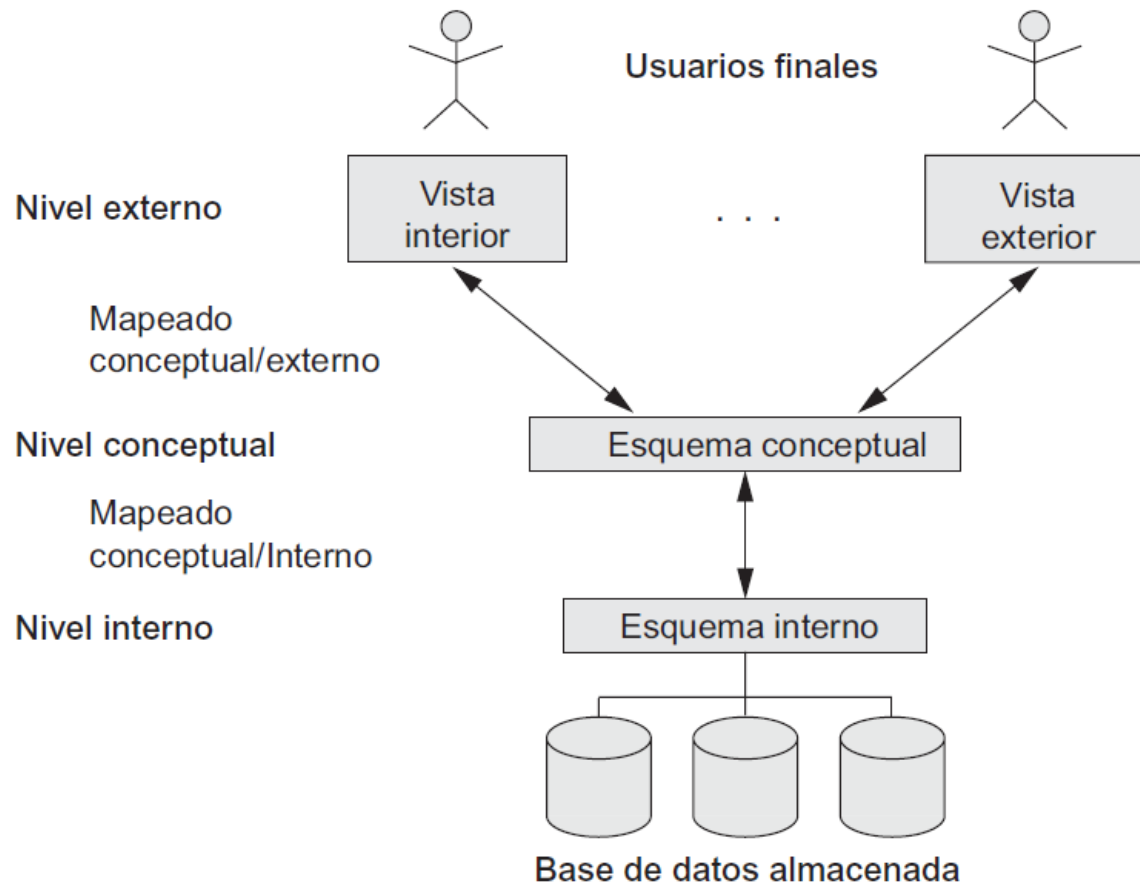 Usuarios finales
Nivel externo
Vista
interior
. . .
Vista
exterior
Mapeado
conceptual/externo
Nivel conceptual
Esquema conceptual
Mapeado
conceptual/Interno
Nivel interno
Esquema interno
Base de datos almacenada